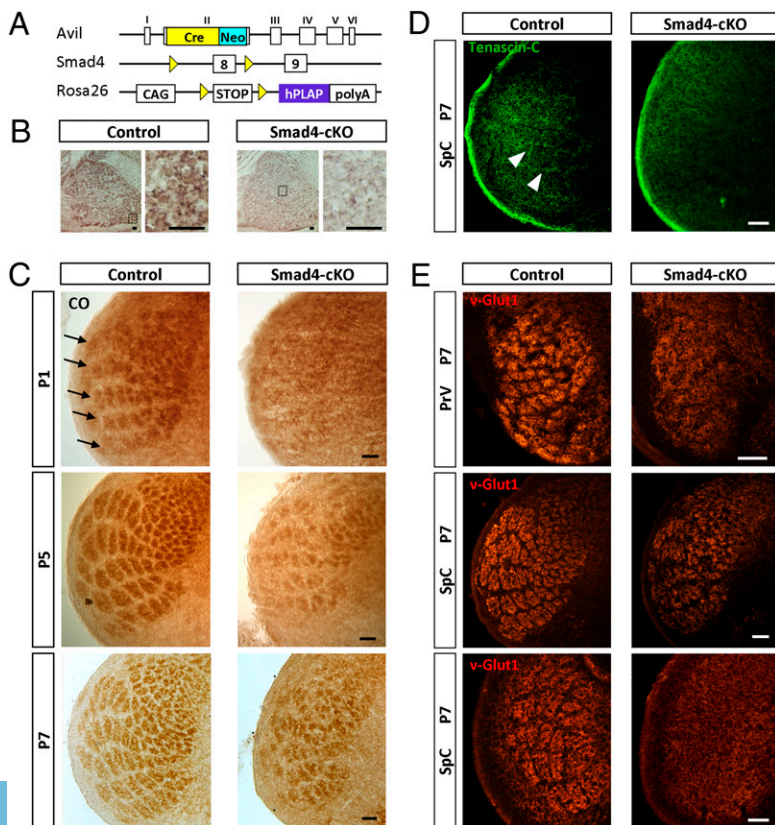 A
I II III IV V VI
Avil Cre Neo
Smad4 8 9
Rosa26 CAG STOP hPLAP polyA
B
Control Smad4-cKO
C
Control Smad4-cKO
CO
P1
P5
P7
D
Control Smad4-cKO
Tenascin-C
SpC P7
E
Control Smad4-cKO
v-Glut1
PrV P7
v-Glut1
SpC P7
v-Glut1
SpC P7